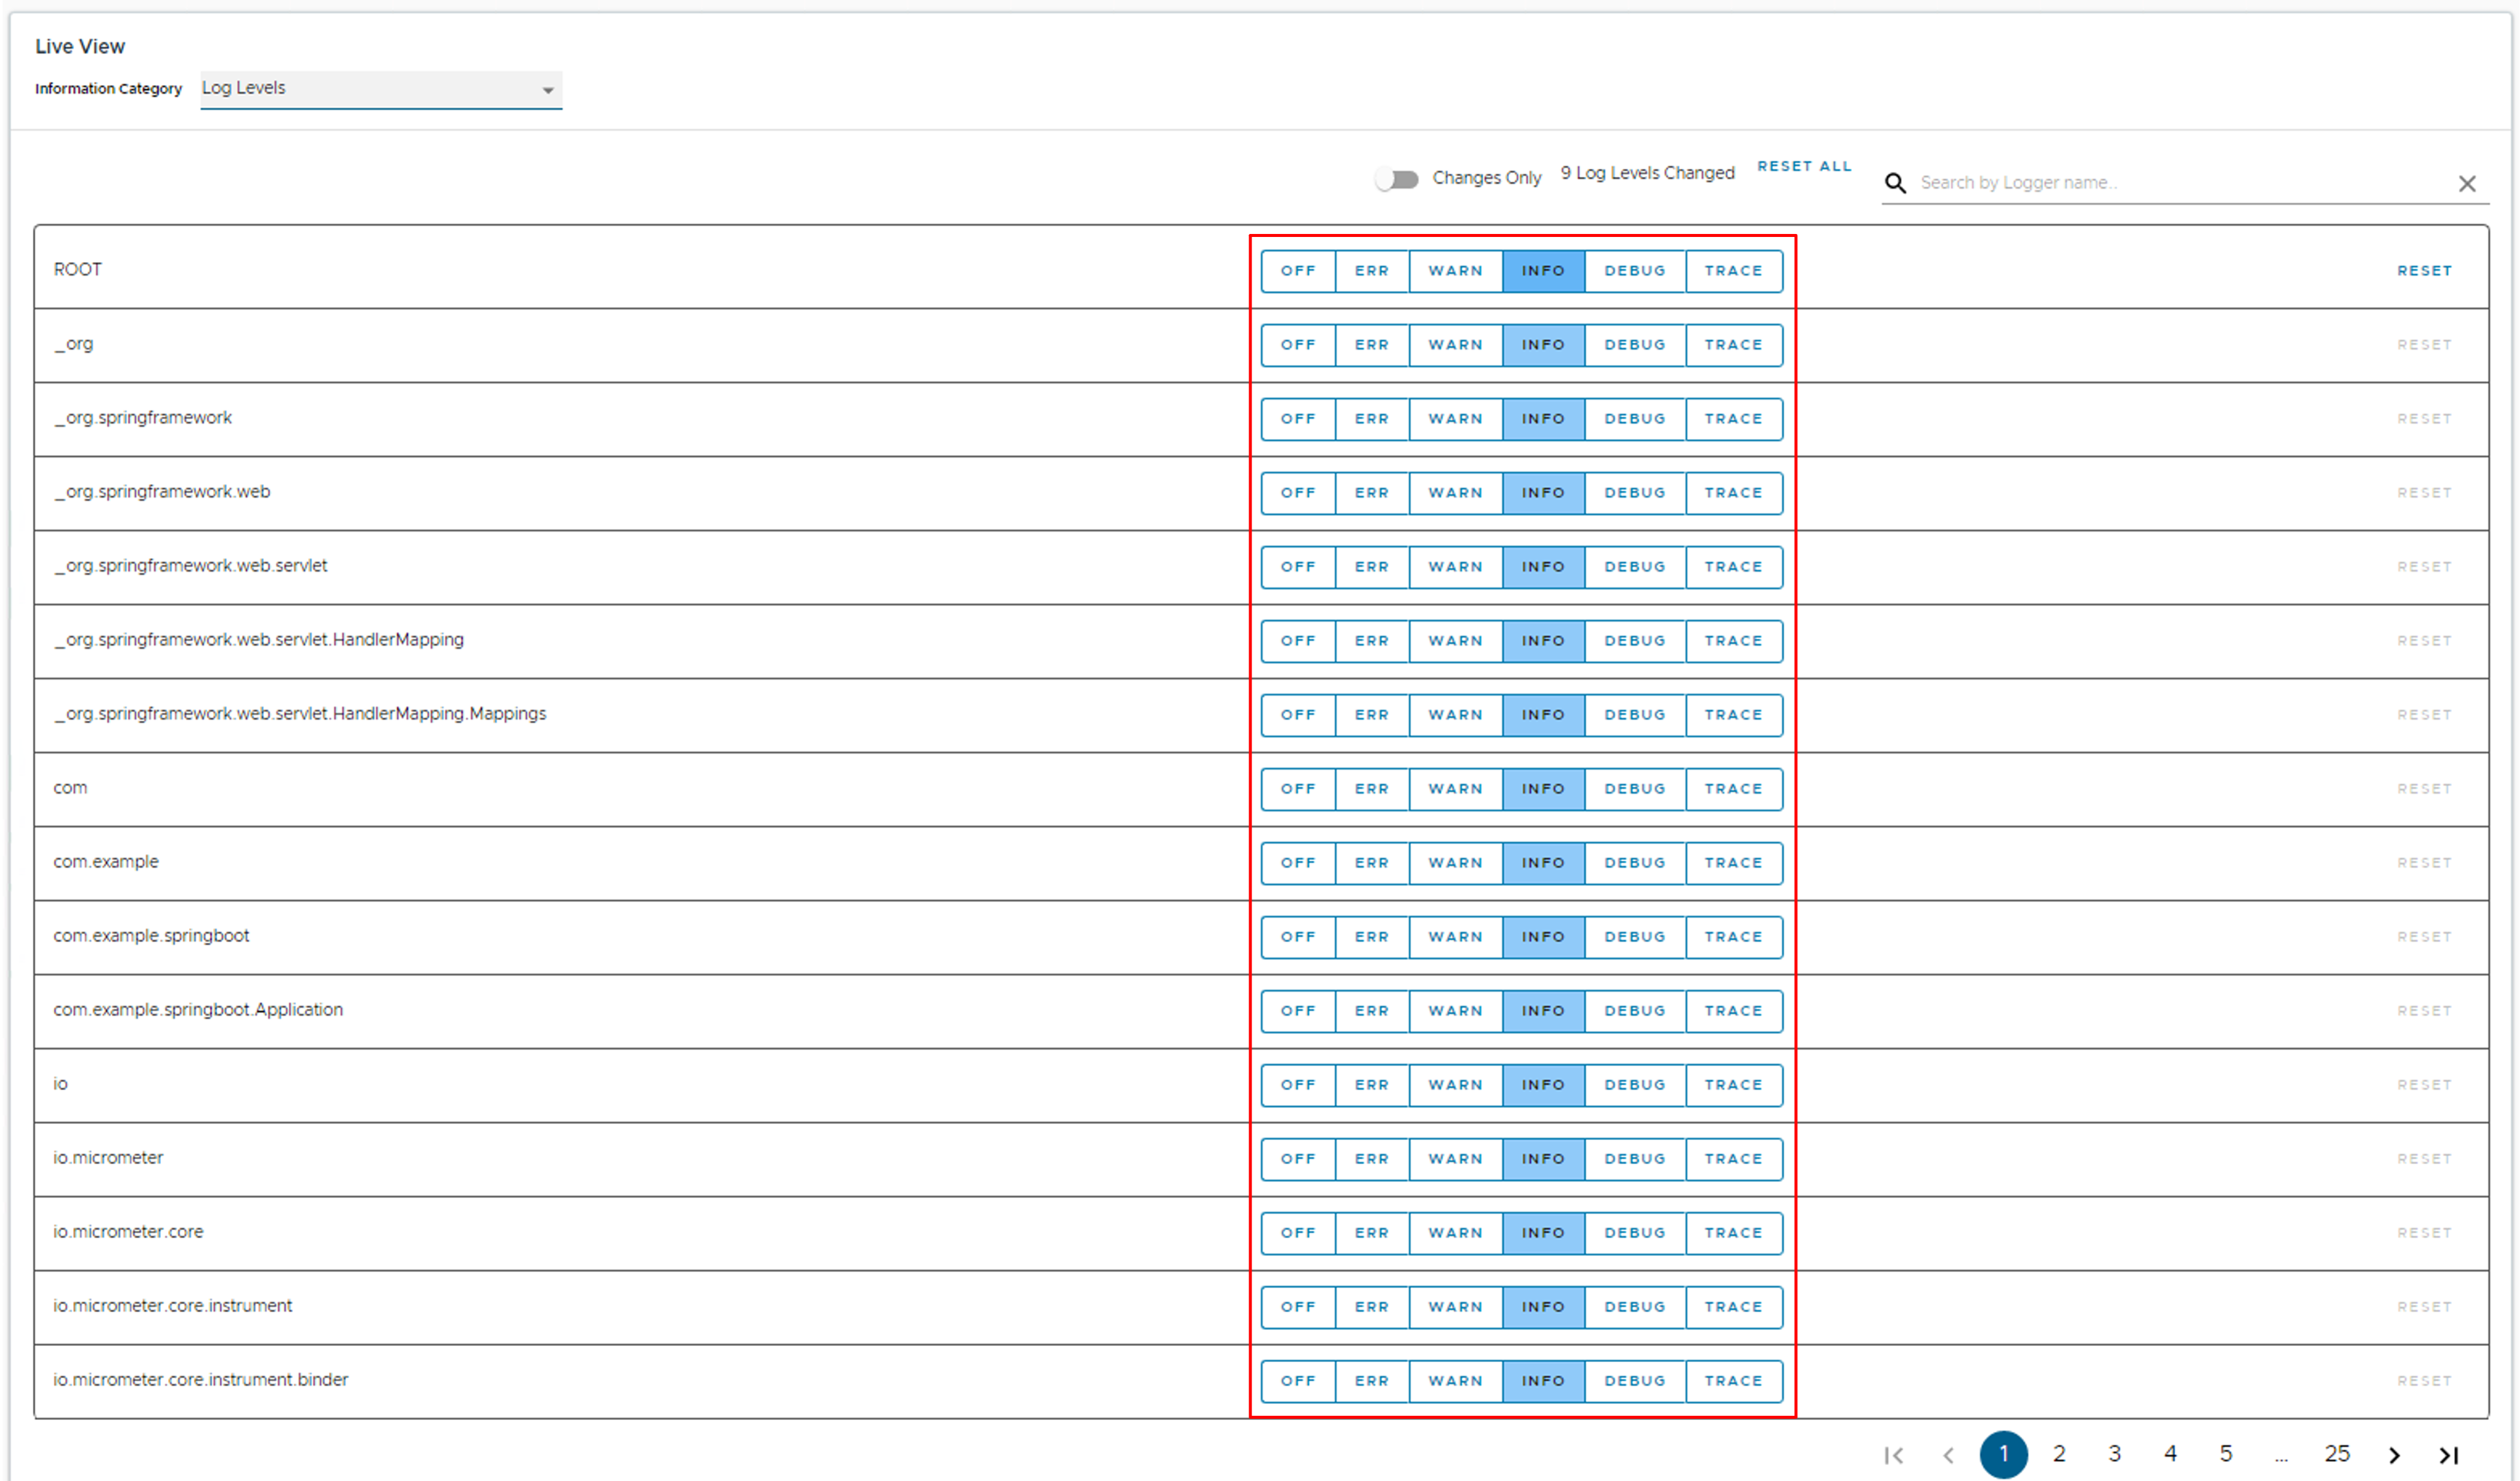 Live View
Information Category Log Levels
Changes Only 9 Log Levels Changed RESET ALL Search by Logger name..
ROOT OFF ERR WARN INFO DEBUG TRACE RESET
_org OFF ERR WARN INFO DEBUG TRACE RESET
_org.springframework OFF ERR WARN INFO DEBUG TRACE RESET
_org.springframework.web OFF ERR WARN INFO DEBUG TRACE RESET
_org.springframework.web.servlet OFF ERR WARN INFO DEBUG TRACE RESET
_org.springframework.web.servlet.HandlerMapping OFF ERR WARN INFO DEBUG TRACE RESET
_org.springframework.web.servlet.HandlerMapping.Mappings OFF ERR WARN INFO DEBUG TRACE RESET
com OFF ERR WARN INFO DEBUG TRACE RESET
com.example OFF ERR WARN INFO DEBUG TRACE RESET
com.example.springboot OFF ERR WARN INFO DEBUG TRACE RESET
com.example.springboot.Application OFF ERR WARN INFO DEBUG TRACE RESET
io OFF ERR WARN INFO DEBUG TRACE RESET
io.micrometer OFF ERR WARN INFO DEBUG TRACE RESET
io.micrometer.core OFF ERR WARN INFO DEBUG TRACE RESET
io.micrometer.core.instrument OFF ERR WARN INFO DEBUG TRACE RESET
io.micrometer.core.instrument.binder OFF ERR WARN INFO DEBUG TRACE RESET
1 2 3 4 5 ... 25